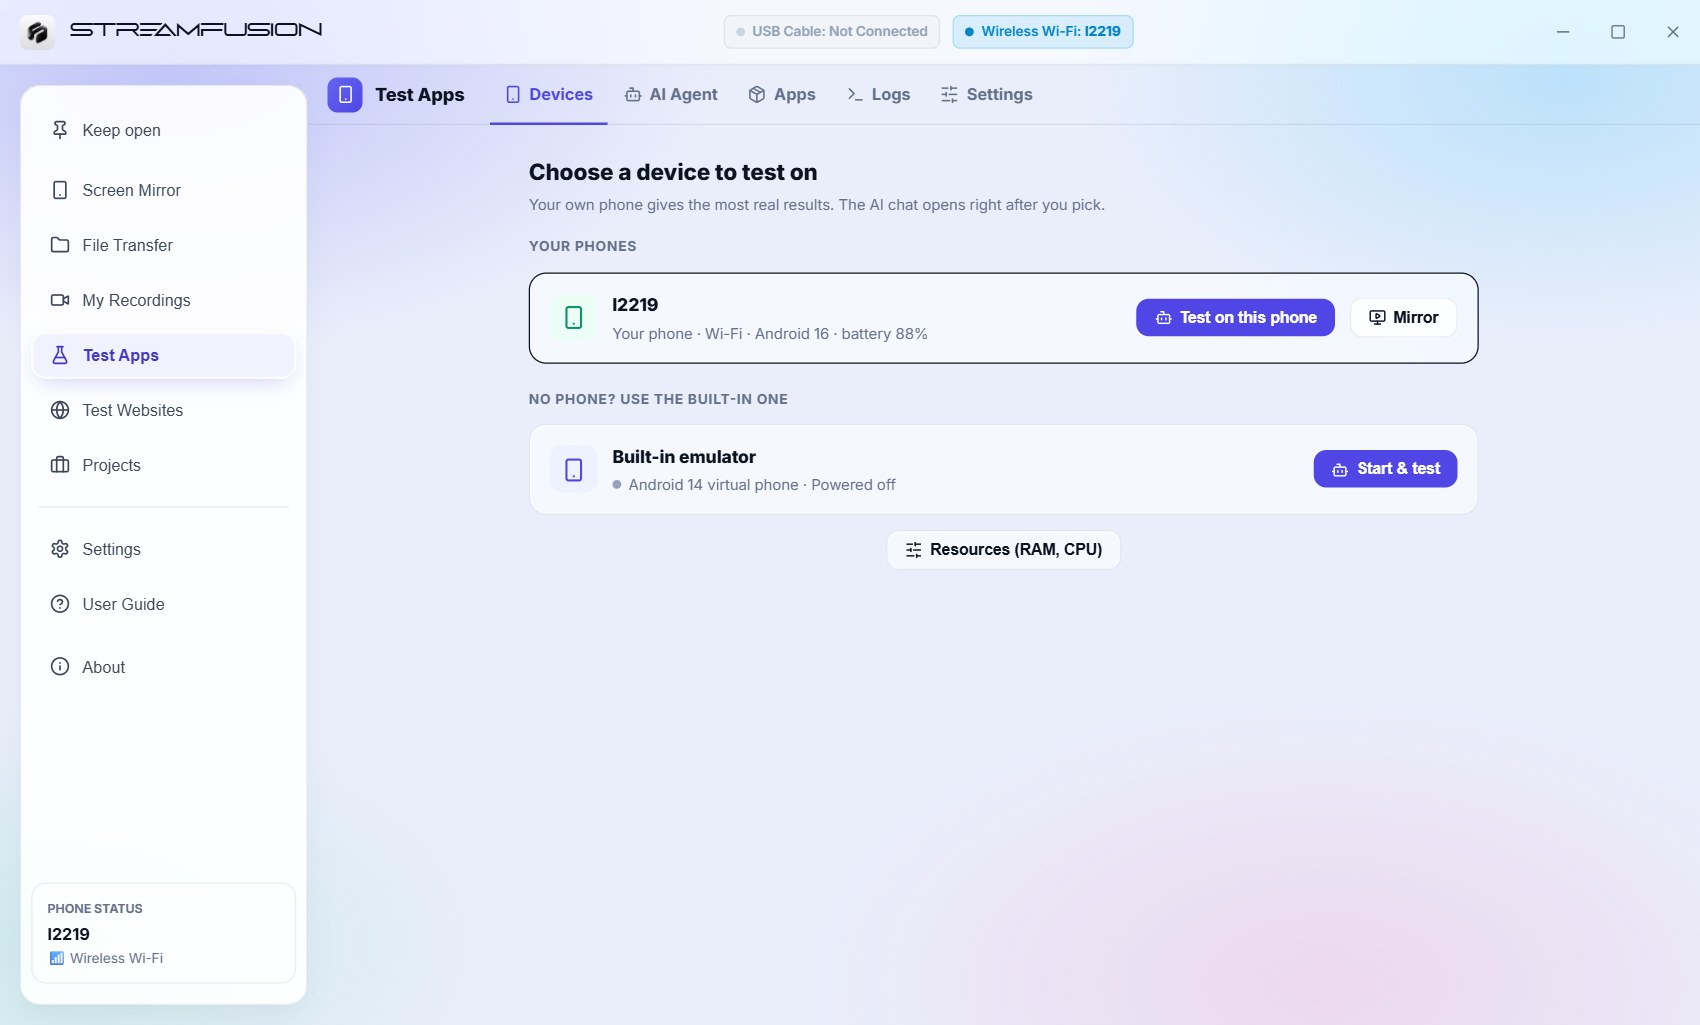 STREAMFUSION
USB Cable: Not Connected
Wireless Wi-Fi: I2219
Keep open
Screen Mirror
File Transfer
My Recordings
Test Apps
Test Websites
Projects
Settings
User Guide
About
PHONE STATUS
I2219
Wireless Wi-Fi
Test Apps
Devices
AI Agent
Apps
Logs
Settings
Choose a device to test on
Your own phone gives the most real results. The AI chat opens right after you pick.
YOUR PHONES
I2219
Your phone · Wi-Fi · Android 16 · battery 88%
Test on this phone
Mirror
NO PHONE? USE THE BUILT-IN ONE
Built-in emulator
Android 14 virtual phone · Powered off
Start & test
Resources (RAM, CPU)